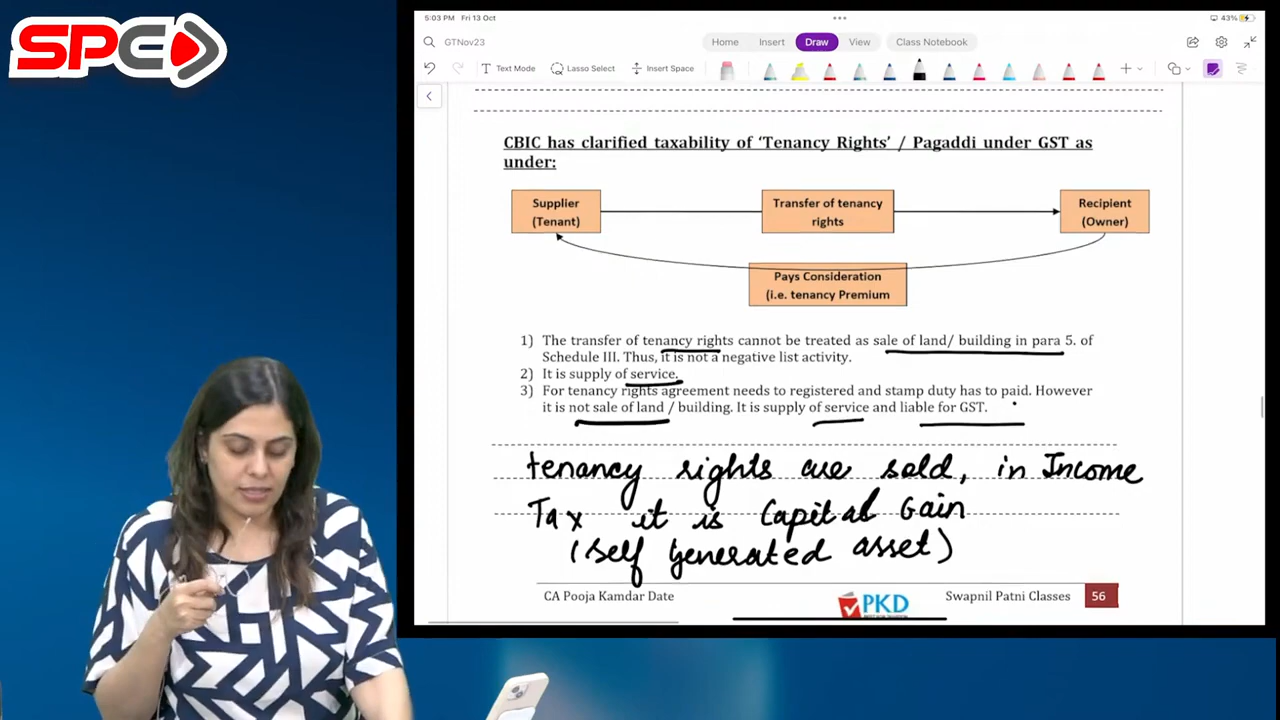 SPC
5:03 PM Fri 13 Oct
43%
GTNov23
Home Insert Draw View Class Notebook
Text Mode Lasso Select Insert Space
CBIC has clarified taxability of ‘Tenancy Rights’ / Pagaddi under GST as
under:
Supplier
(Tenant)
Transfer of tenancy
rights
Recipient
(Owner)
Pays Consideration
(i.e. tenancy Premium
1) The transfer of tenancy rights cannot be treated as sale of land/ building in para 5. of
Schedule III. Thus, it is not a negative list activity.
2) It is supply of service.
3) For tenancy rights agreement needs to registered and stamp duty has to paid. However
it is not sale of land / building. It is supply of service and liable for GST.
tenancy rights are sold, in Income
Tax it is Capital Gain
(self generated asset)
CA Pooja Kamdar Date
PKD
Swapnil Patni Classes
56